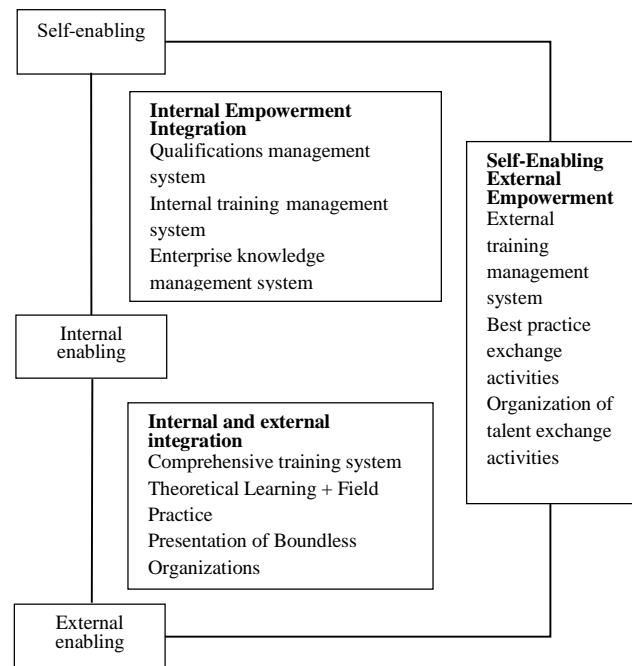 Self-enabling
Internal Empowerment
Integration
Qualifications management
system
Internal training management
system
Enterprise knowledge
management system
Self-Enabling
External
Empowerment
External
training
management
system
Best practice
exchange
activities
Organization of
talent exchange
activities
Internal
enabling
Internal and external
integration
Comprehensive training system
Theoretical Learning + Field
Practice
Presentation of Boundless
Organizations
External
enabling